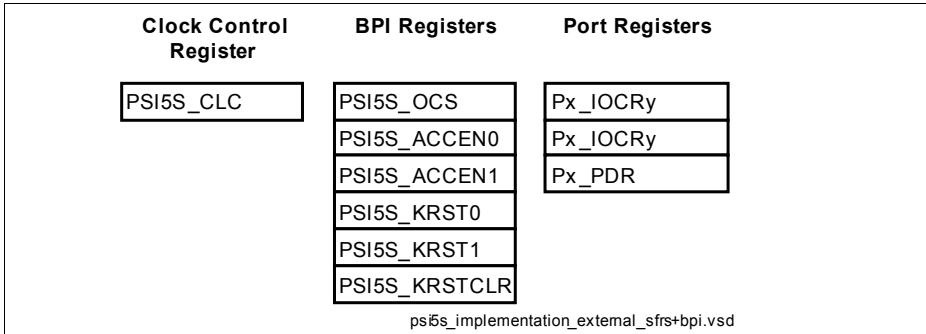 Clock Control
Register
BPI Registers
Port Registers
PSI5S_CLC
PSI5S_OCS
PSI5S_ACCEN0
PSI5S_ACCEN1
PSI5S_KRST0
PSI5S_KRST1
PSI5S_KRSTCLR
Px_IOCRy
Px_IOCRy
Px_PDR
psi5s_implementation_external_sfrs+bpi.vsd